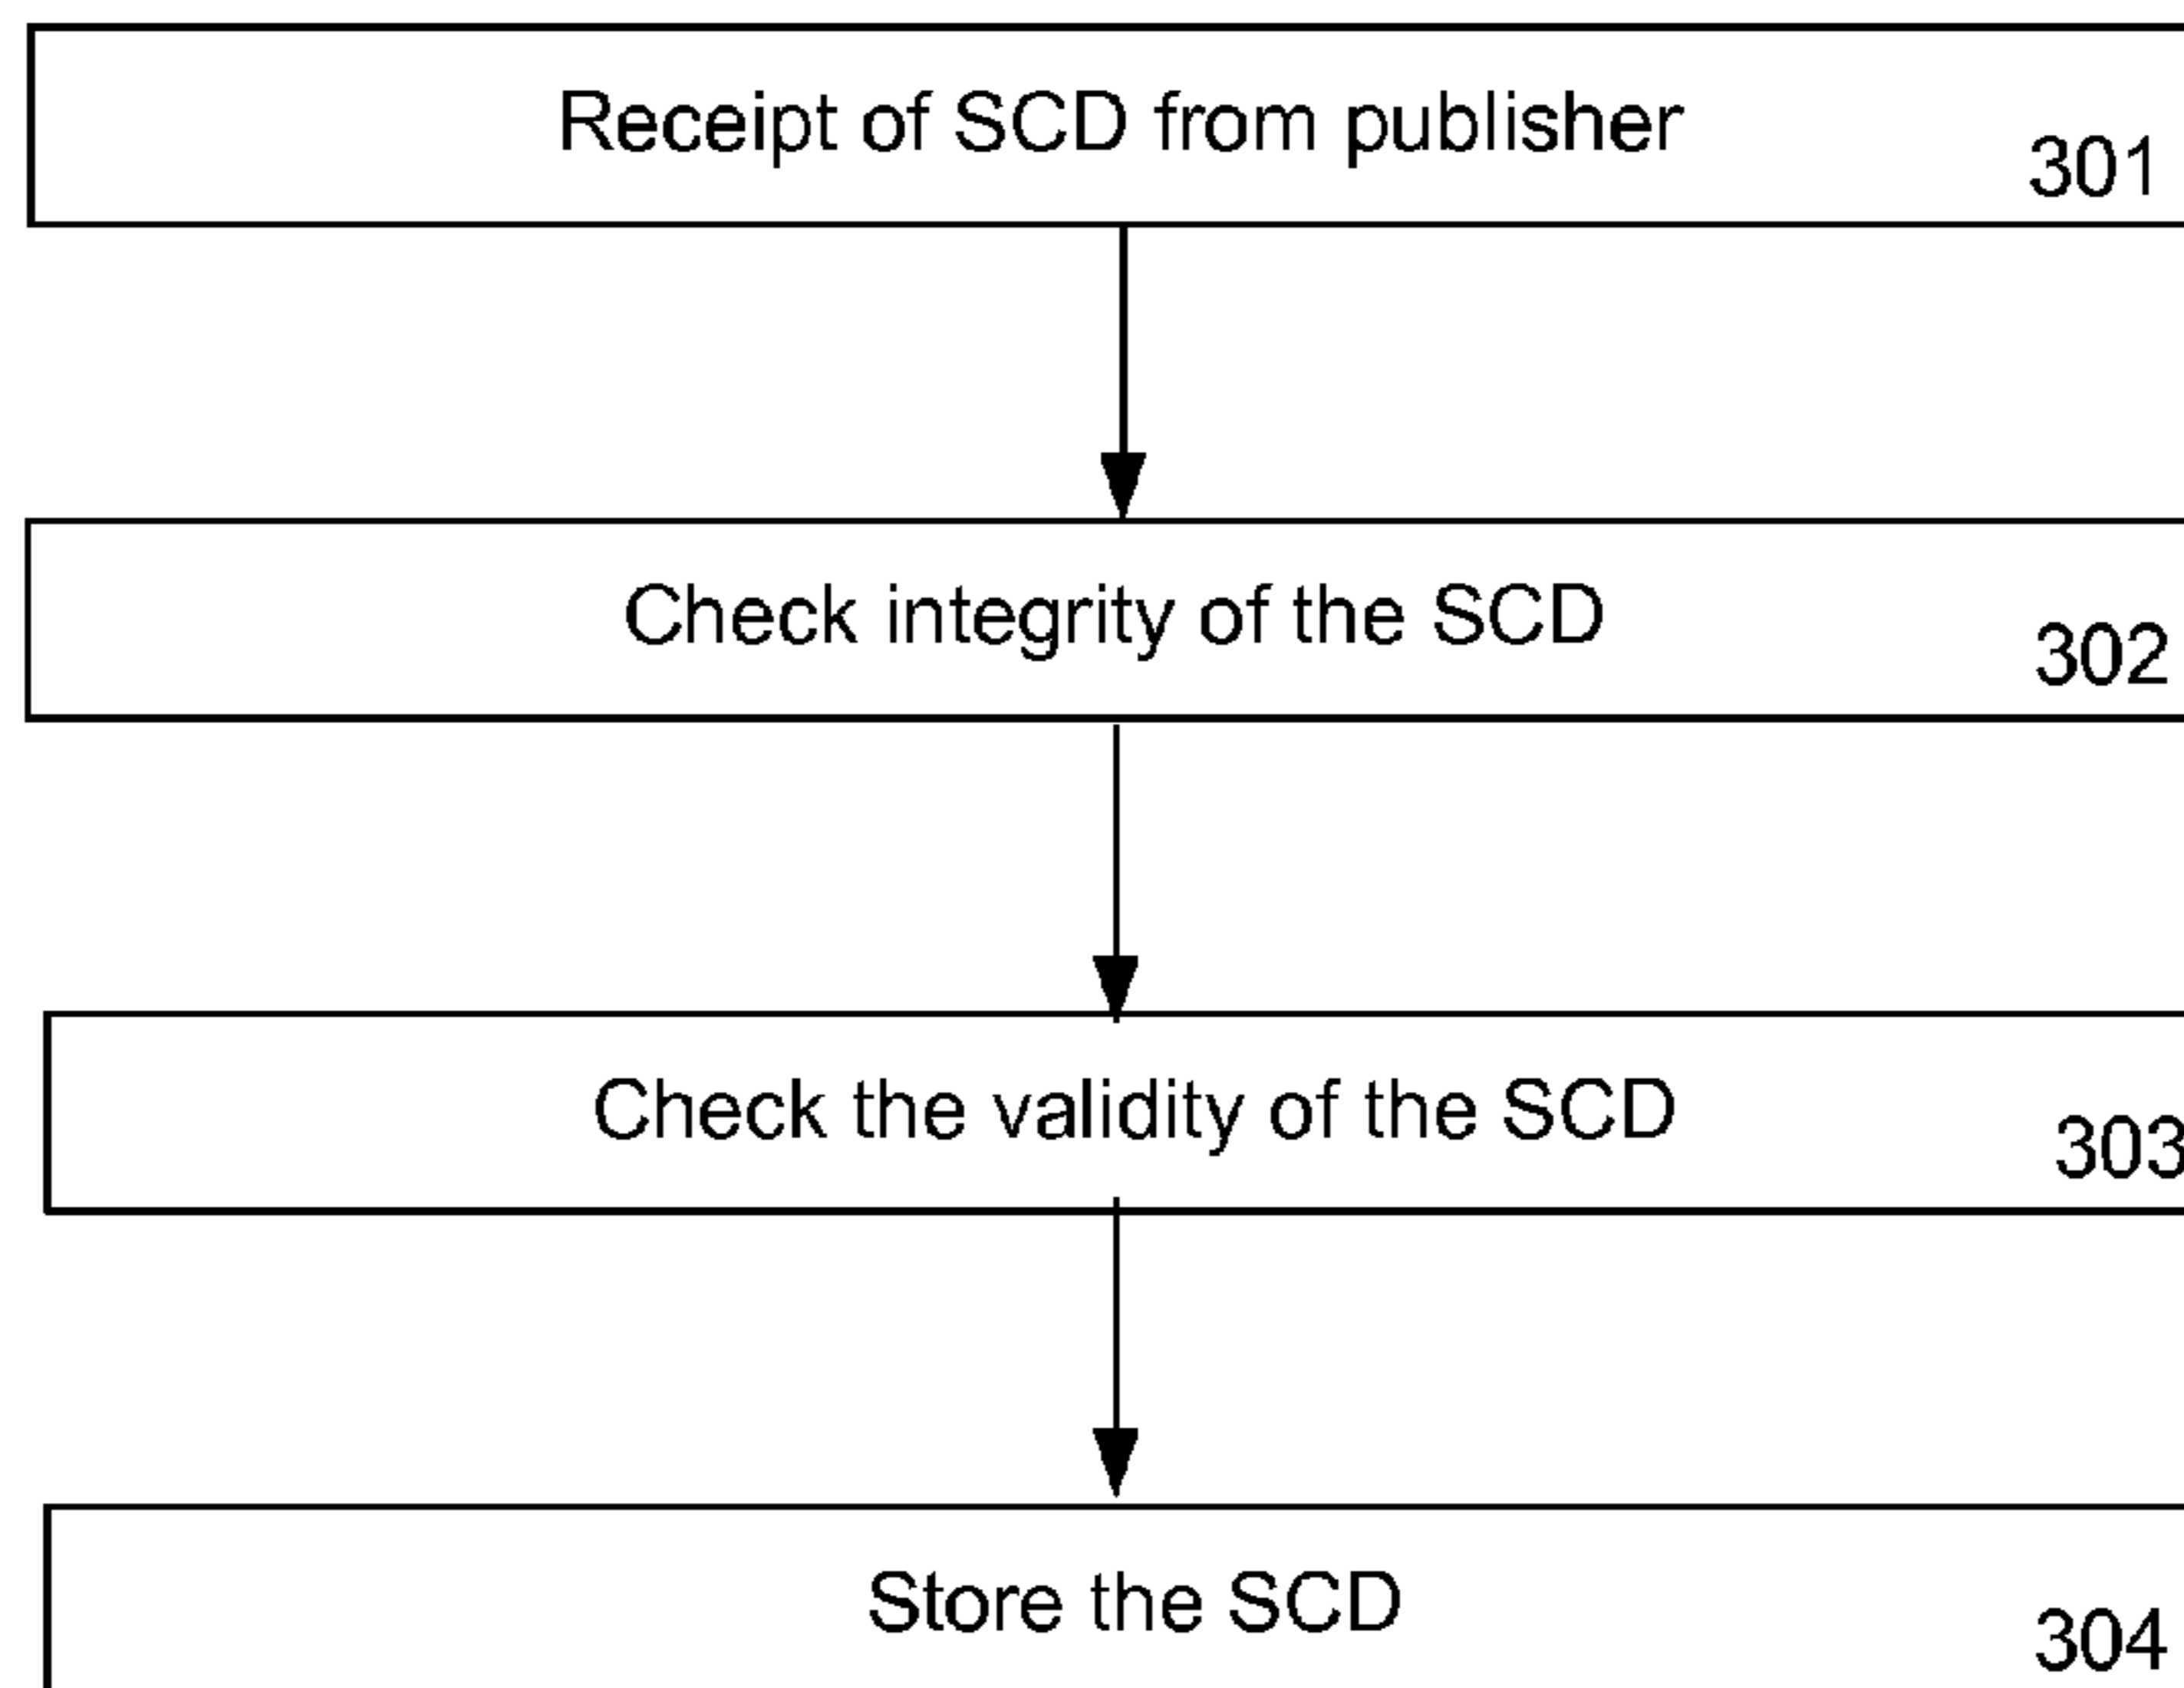 Receipt of SCD from publisher
301
Check integrity of the SCD
302
Check the validity of the SCD
303
Store the SCD
304